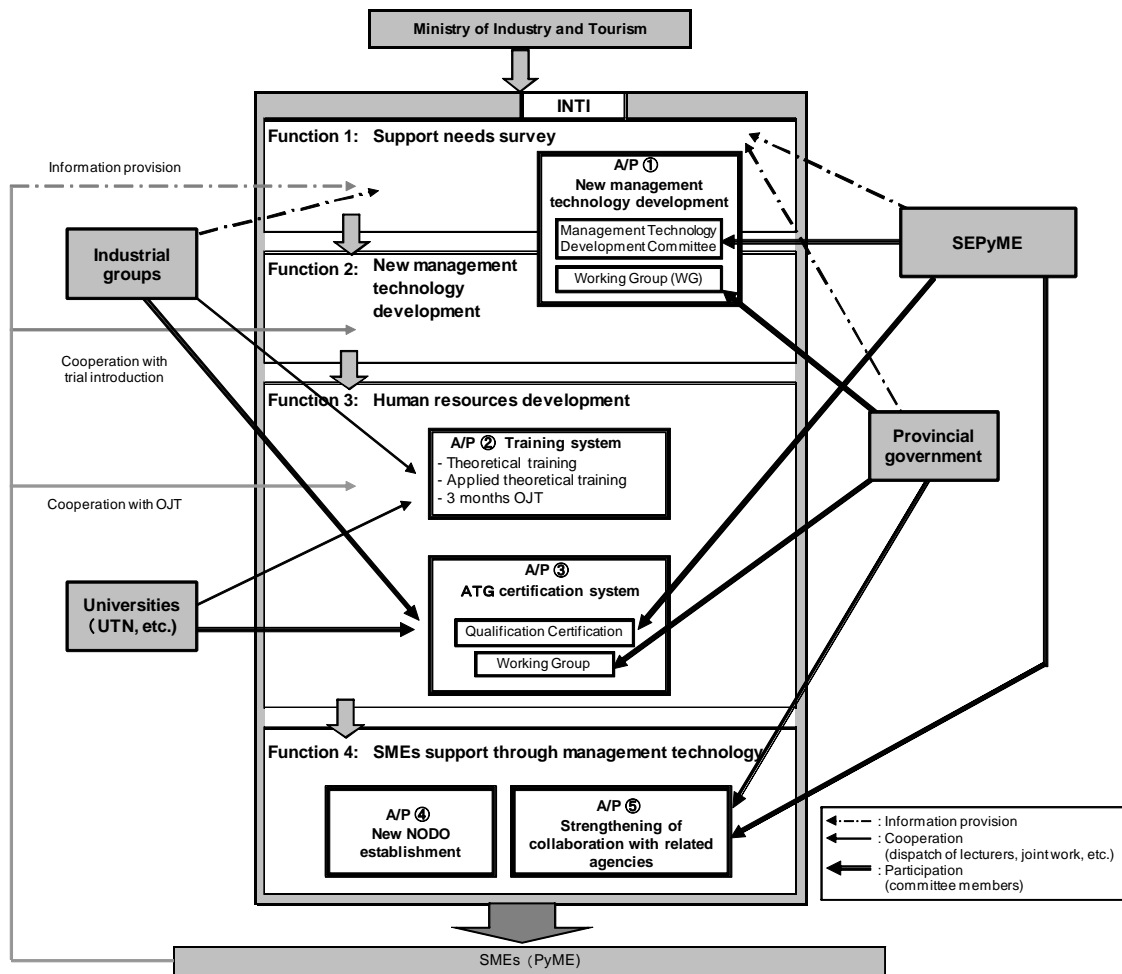 Ministry of Industry and Tourism
INTI
Function 1: Support needs survey
A/P ①
New management
technology development
Management Technology
Development Committee
Working Group (WG)
Information provision
Industrial
groups
SEPyME
Function 2: New management
technology
development
Cooperation with
trial introduction
Function 3: Human resources development
A/P ② Training system
- Theoretical training
- Applied theoretical training
- 3 months OJT
Provincial
government
Cooperation with OJT
A/P ③
ATG certification system
Qualification Certification
Working Group
Universities
(UTN, etc.)
Function 4: SMEs support through management technology
A/P ④
New NODO
establishment
A/P ⑤
Strengthening of
collaboration with related
agencies
: Information provision
: Cooperation
(dispatch of lecturers, joint work, etc.)
: Participation
(committee members)
SMEs (PyME)